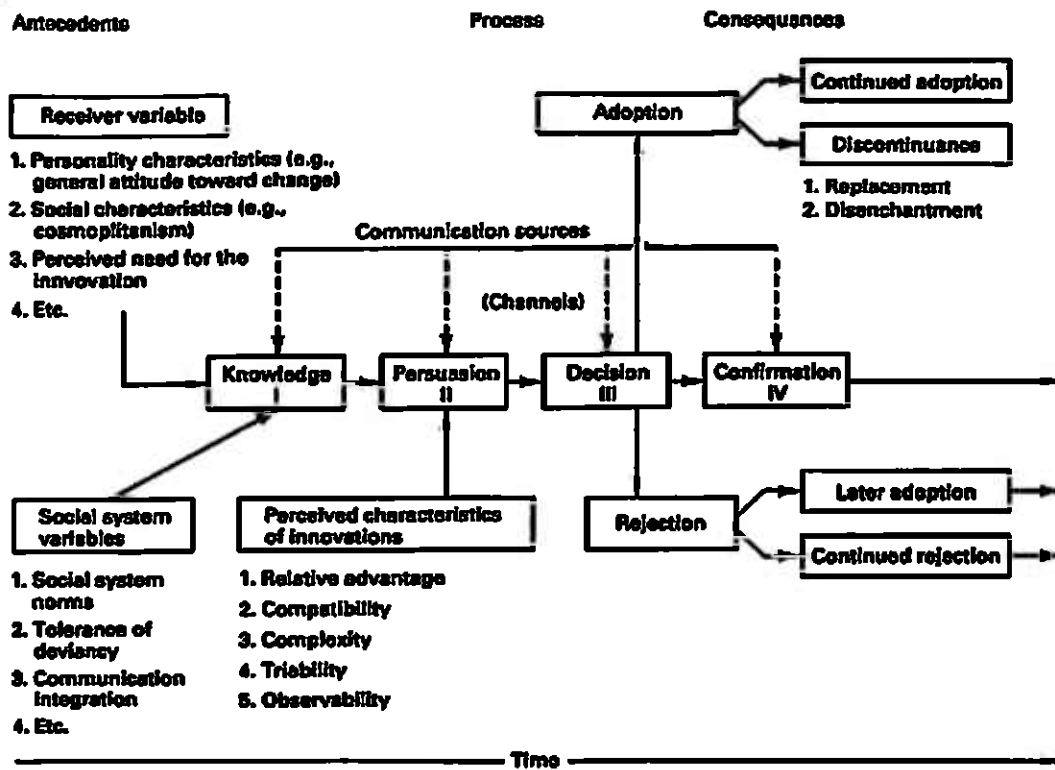 Antecedents
Process
Consequances
Receiver variable
1. Personality characteristics (e.g.,
general attitude toward change)
2. Social characteristics (e.g.,
cosmoplitanism)
3. Perceived need for the
innvovation
4. Etc.
Adoption
Continued adoption
Discontinuance
1. Replacement
2. Disenchantment
Communication sources
(Channels)
Knowledge
I
Persuasion
II
Decision
III
Confirmation
IV
Social system
variables
1. Social system
norms
2. Tolerance of
deviancy
3. Communication
integration
4. Etc.
Perceived characteristics
of innovations
1. Relative advantage
2. Compatibility
3. Complexity
4. Triability
5. Observability
Rejection
Later adoption
Continued rejection
Time